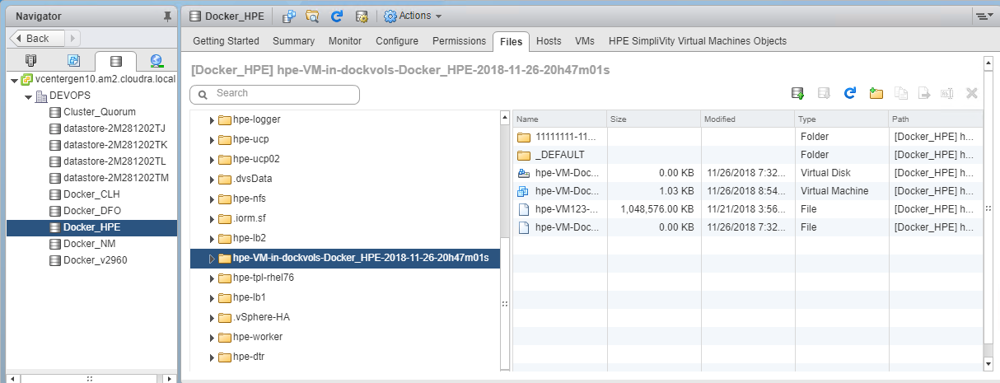 Navigator
Back
vcentergen10.am2.cloudra.local
DEVOPS
Cluster_Quorum
datastore-2M281202TJ
datastore-2M281202TK
datastore-2M281202TL
datastore-2M281202TM
Docker_CLH
Docker_DFO
Docker_HPE
Docker_NM
Docker_v2960
Docker_HPE Actions
Getting Started Summary Monitor Configure Permissions Files Hosts VMs HPE SimpliVity Virtual Machines Objects
[Docker_HPE] hpe-VM-in-dockvols-Docker_HPE-2018-11-26-20h47m01s
Search
hpe-logger
hpe-ucp
hpe-ucp02
.dvsData
hpe-nfs
.iorm.sf
hpe-lb2
hpe-VM-in-dockvols-Docker_HPE-2018-11-26-20h47m01s
hpe-tpl-rhel76
hpe-lb1
.vSphere-HA
hpe-worker
hpe-dtr
Name Size Modified Type Path
11111111-11... Folder [Docker_HPE] h...
_DEFAULT Folder [Docker_HPE] h...
hpe-VM-Doc... 0.00 KB 11/26/2018 7:32... Virtual Disk [Docker_HPE] h...
hpe-VM-Doc... 1.03 KB 11/26/2018 8:54... Virtual Machine [Docker_HPE] h...
hpe-VM123-... 1,048,576.00 KB 11/21/2018 3:56... File [Docker_HPE] h...
hpe-VM-Doc... 0.00 KB 11/26/2018 7:32... File [Docker_HPE] h...